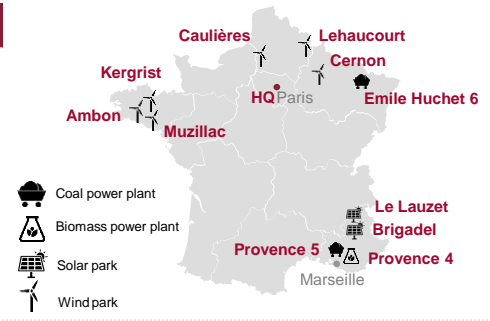 Caulières
Lehaucourt
Cernon
Kergrist
HQ Paris
Emile Huchet 6
Ambon
Muzillac
Coal power plant
Biomass power plant
Solar park
Wind park
Le Lauzet
Brigadel
Provence 5
Provence 4
Marseille